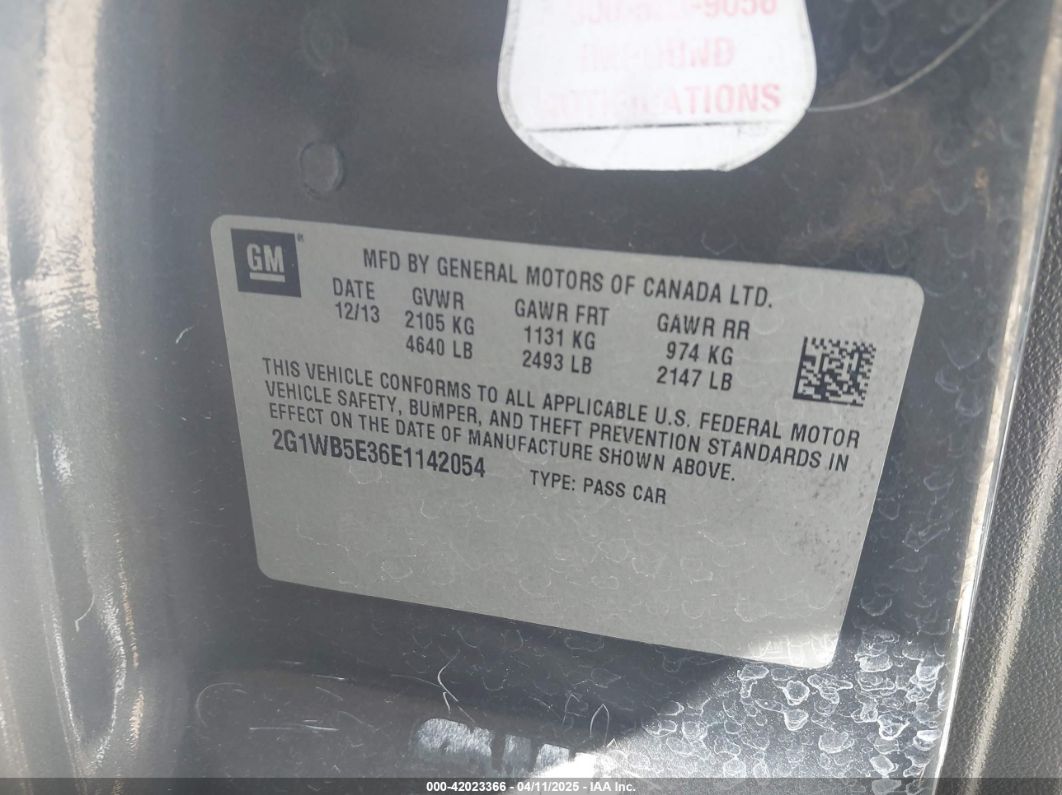 ATIONS
GM
MFD BY GENERAL MOTORS OF CANADA LTD.
DATE GVWR GAWR FRT GAWR RR
12/13 2105 KG 1131 KG 974 KG
4640 LB 2493 LB 2147 LB
THIS VEHICLE CONFORMS TO ALL APPLICABLE U.S. FEDERAL MOTOR
VEHICLE SAFETY, BUMPER, AND THEFT PREVENTION STANDARDS IN
EFFECT ON THE DATE OF MANUFACTURE SHOWN ABOVE.
2G1WB5E36E1142054 TYPE: PASS CAR
000-42023366 - 04/11/2025 - IAA Inc.